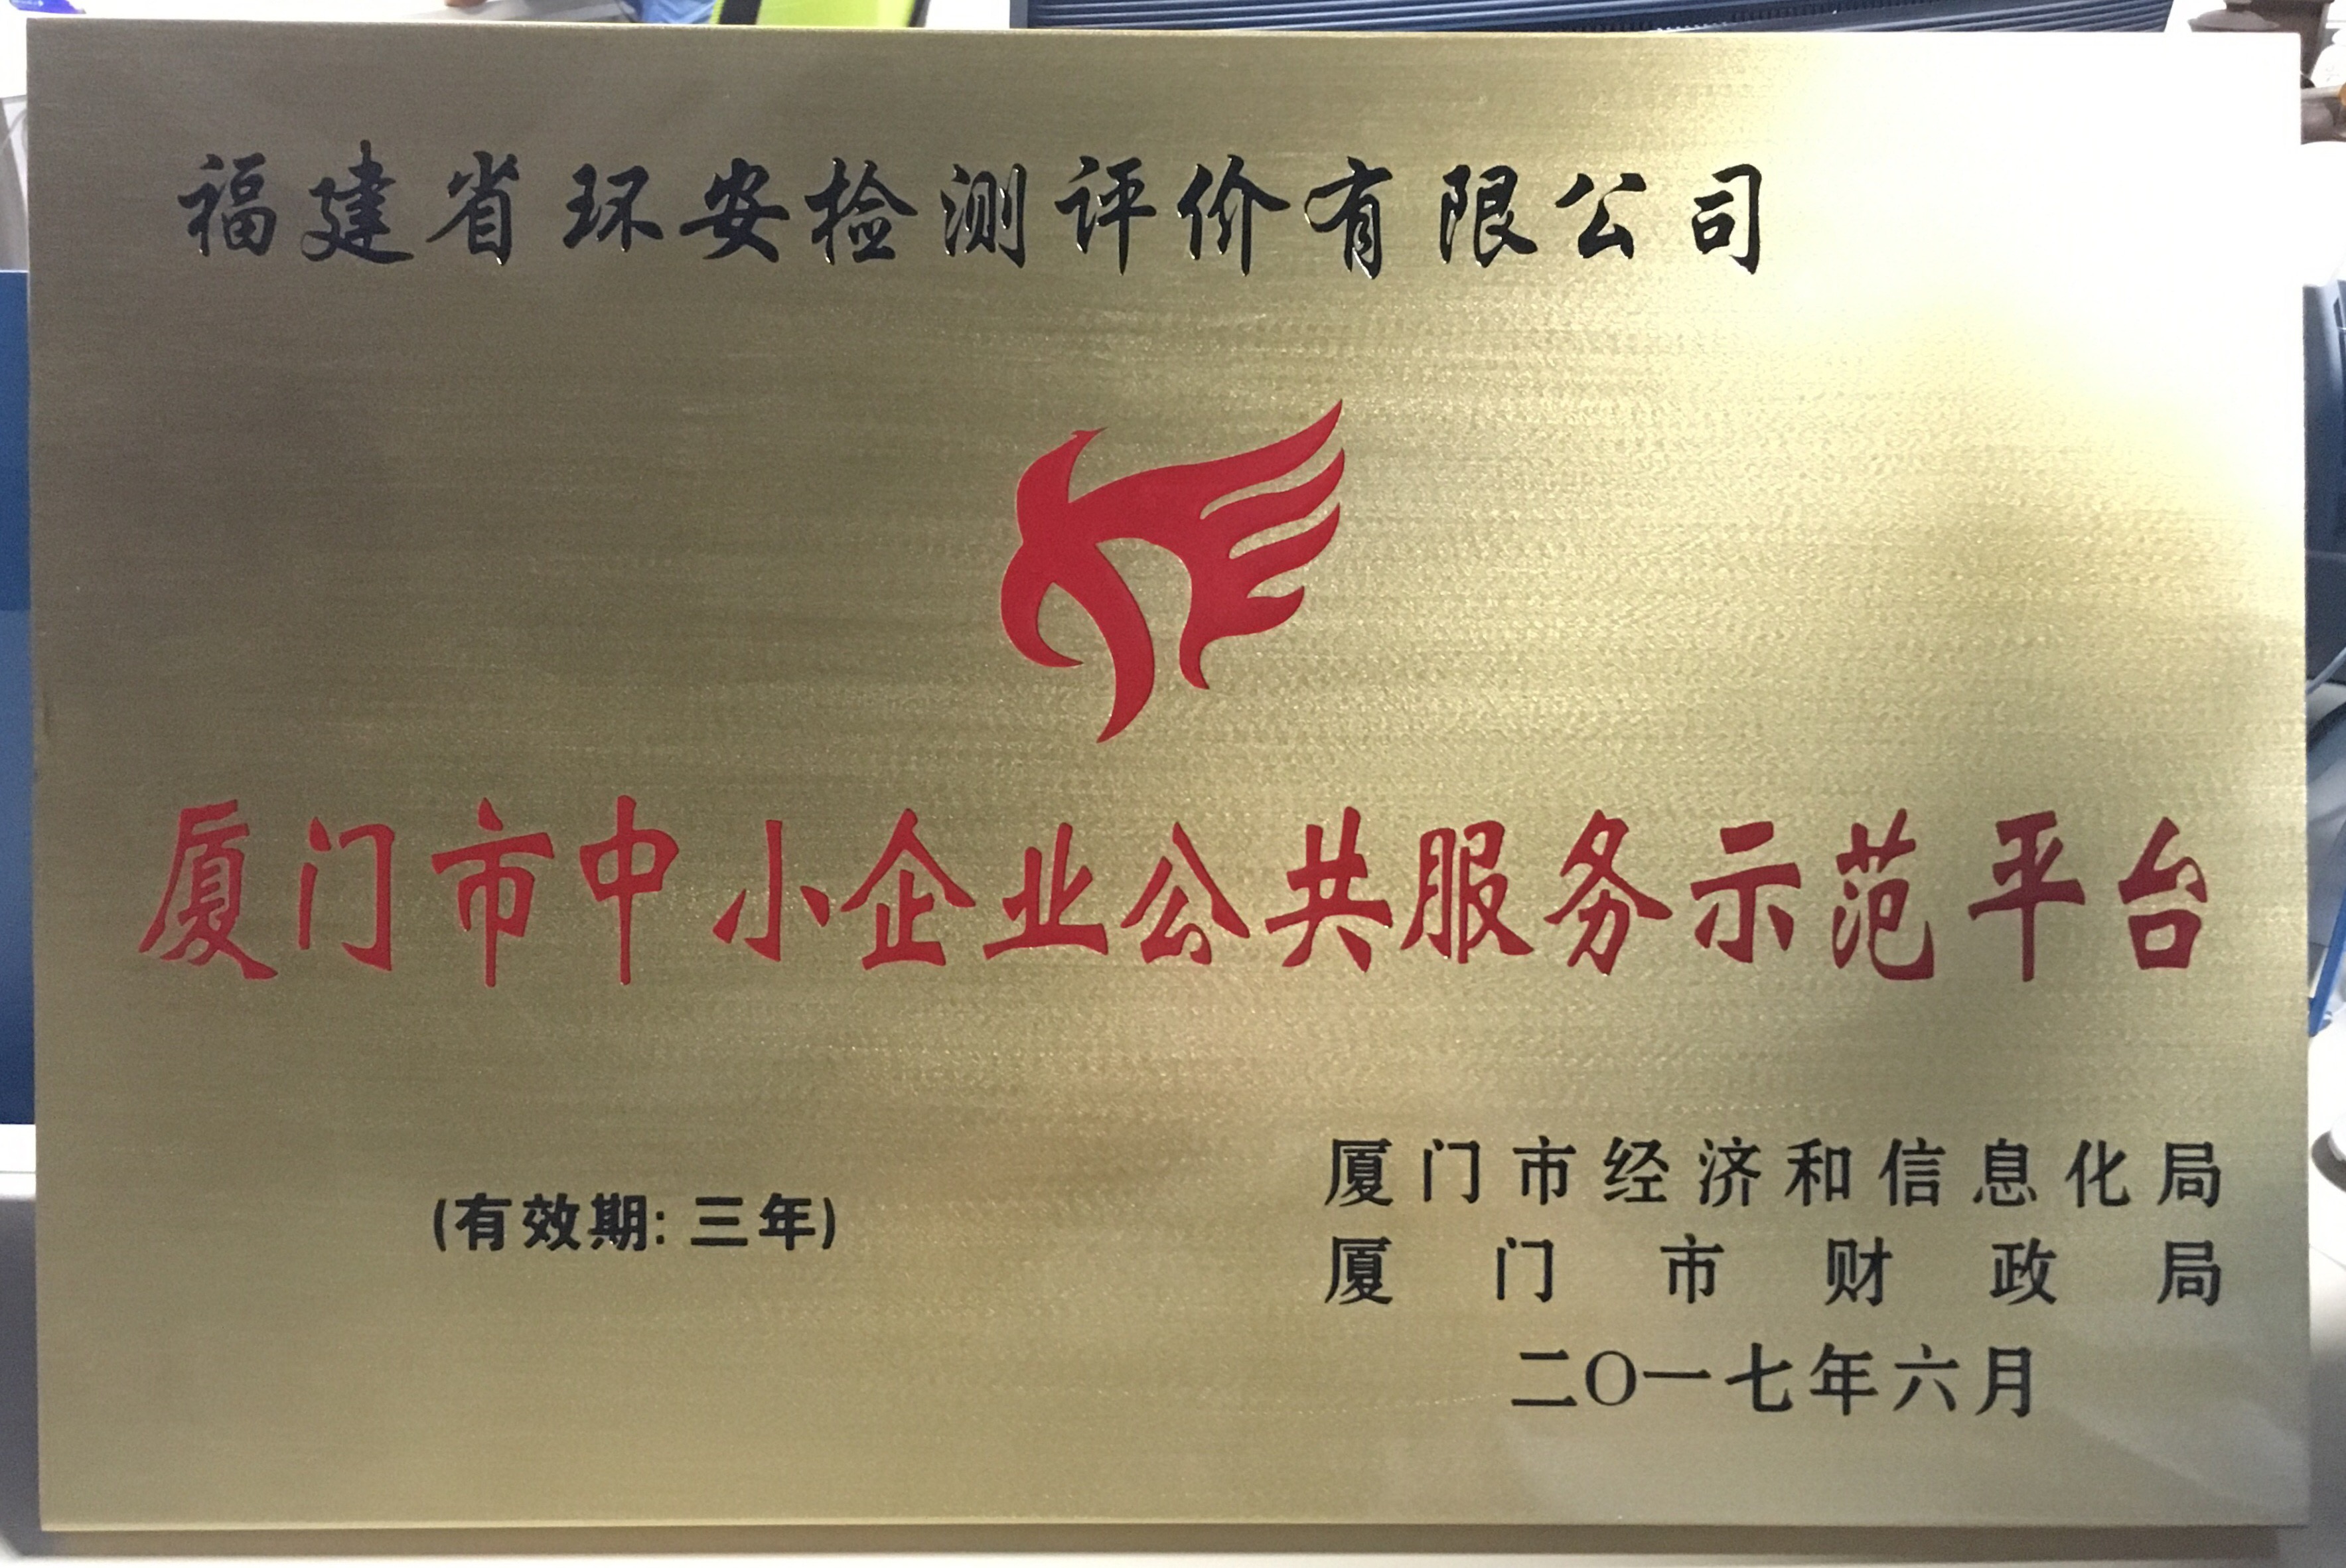 福建省环安检测评价有限公司
厦门市中小企业公共服务示范平台
(有效期: 三年)
厦门市经济和信息化局
厦门市财政局
二〇一七年六月